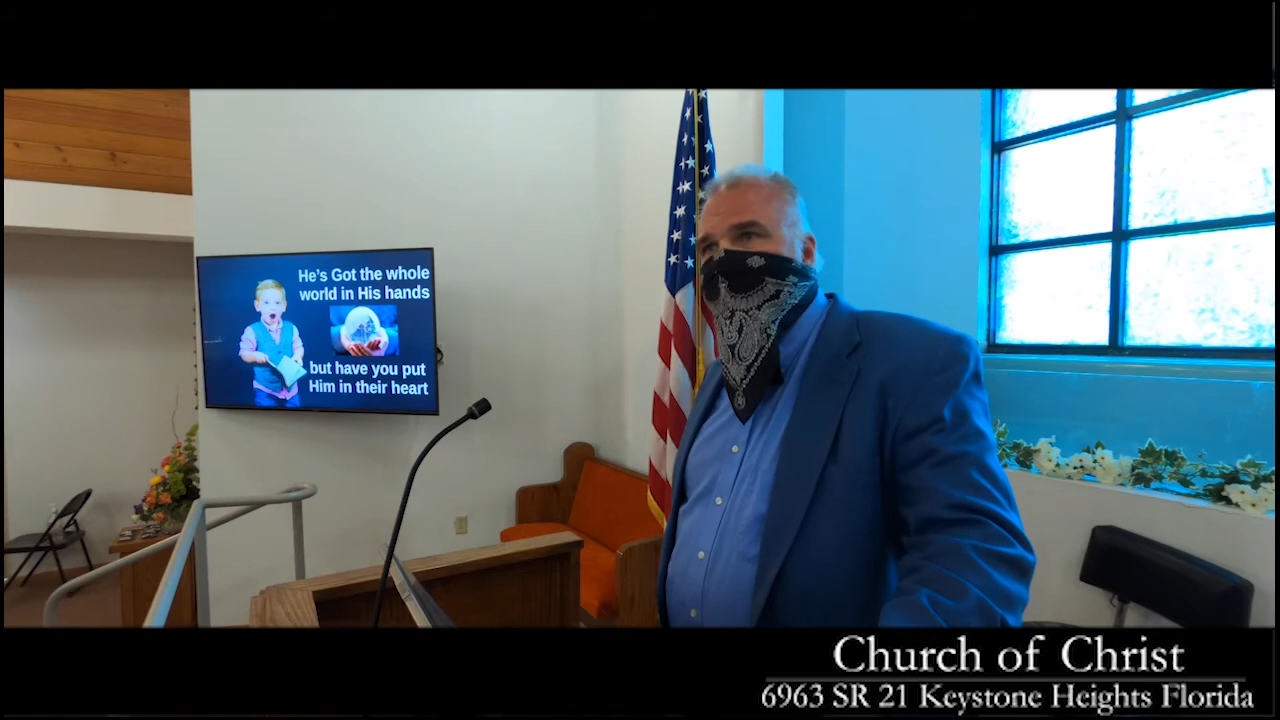 He's Got the whole
world in His hands
but have you put
Him in their heart
Church of Christ
6963 SR 21 Keystone Heights Florida